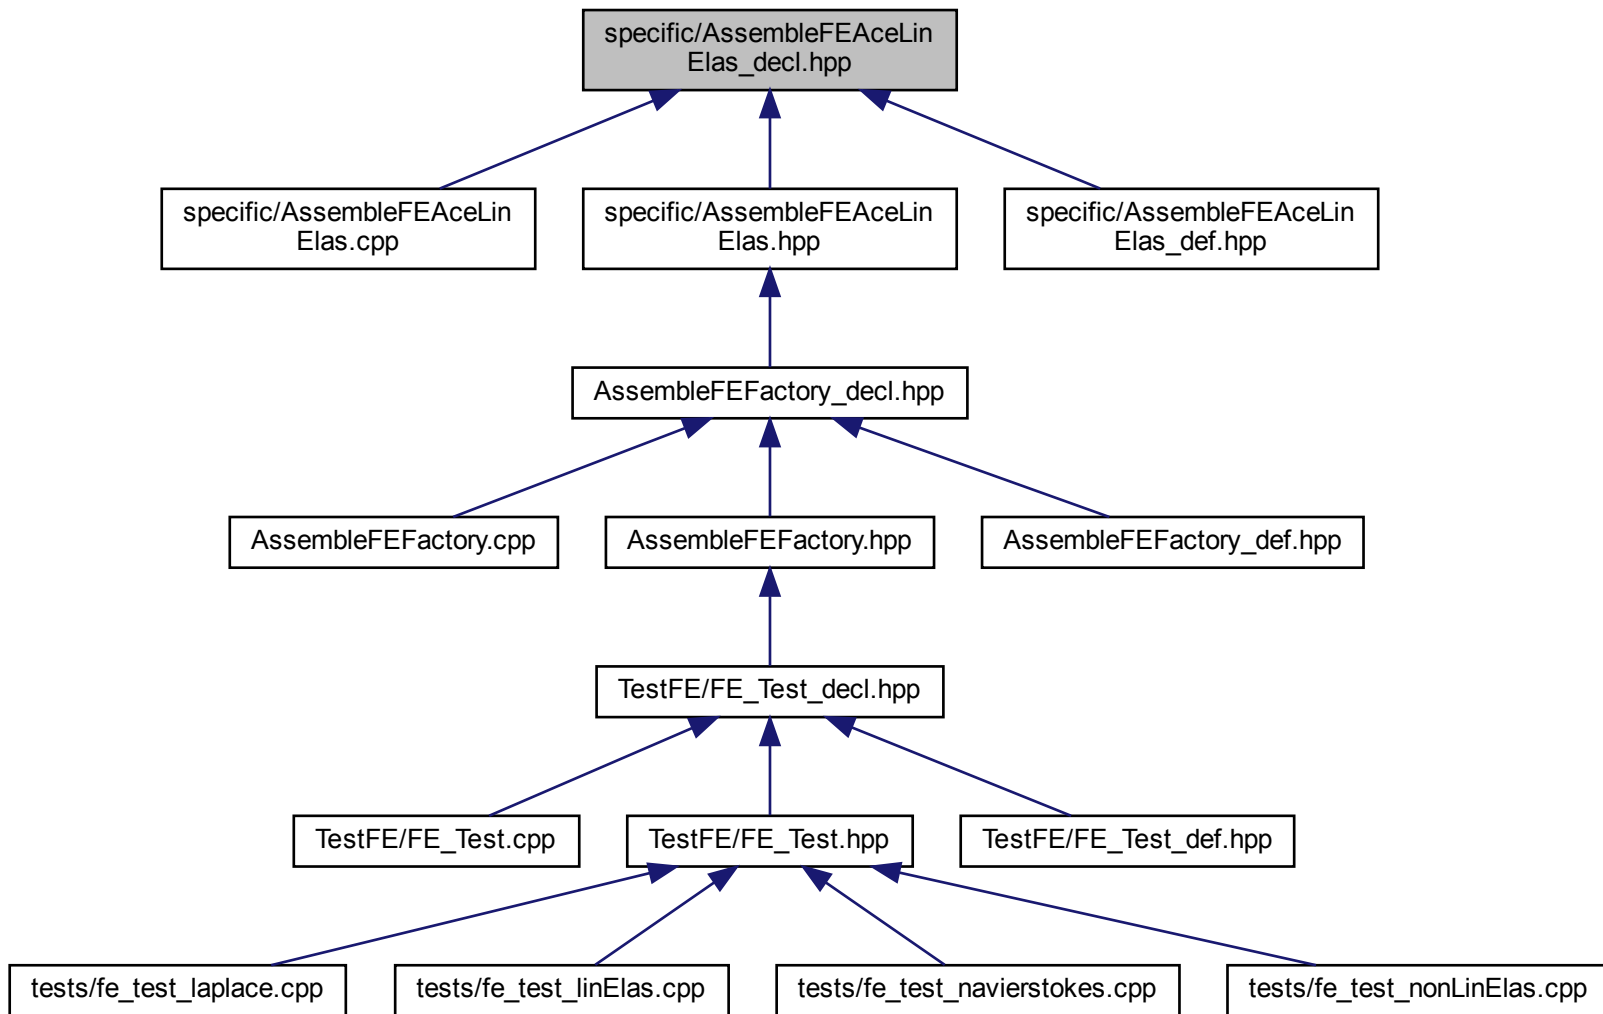 specific/AssembleFEAceLin
Elas_decl.hpp
specific/AssembleFEAceLin
Elas.cpp
specific/AssembleFEAceLin
Elas.hpp
specific/AssembleFEAceLin
Elas_def.hpp
AssembleFEFactory_decl.hpp
AssembleFEFactory.cpp
AssembleFEFactory.hpp
AssembleFEFactory_def.hpp
TestFE/FE_Test_decl.hpp
TestFE/FE_Test.cpp
TestFE/FE_Test.hpp
TestFE/FE_Test_def.hpp
tests/fe_test_laplace.cpp
tests/fe_test_linElas.cpp
tests/fe_test_navierstokes.cpp
tests/fe_test_nonLinElas.cpp